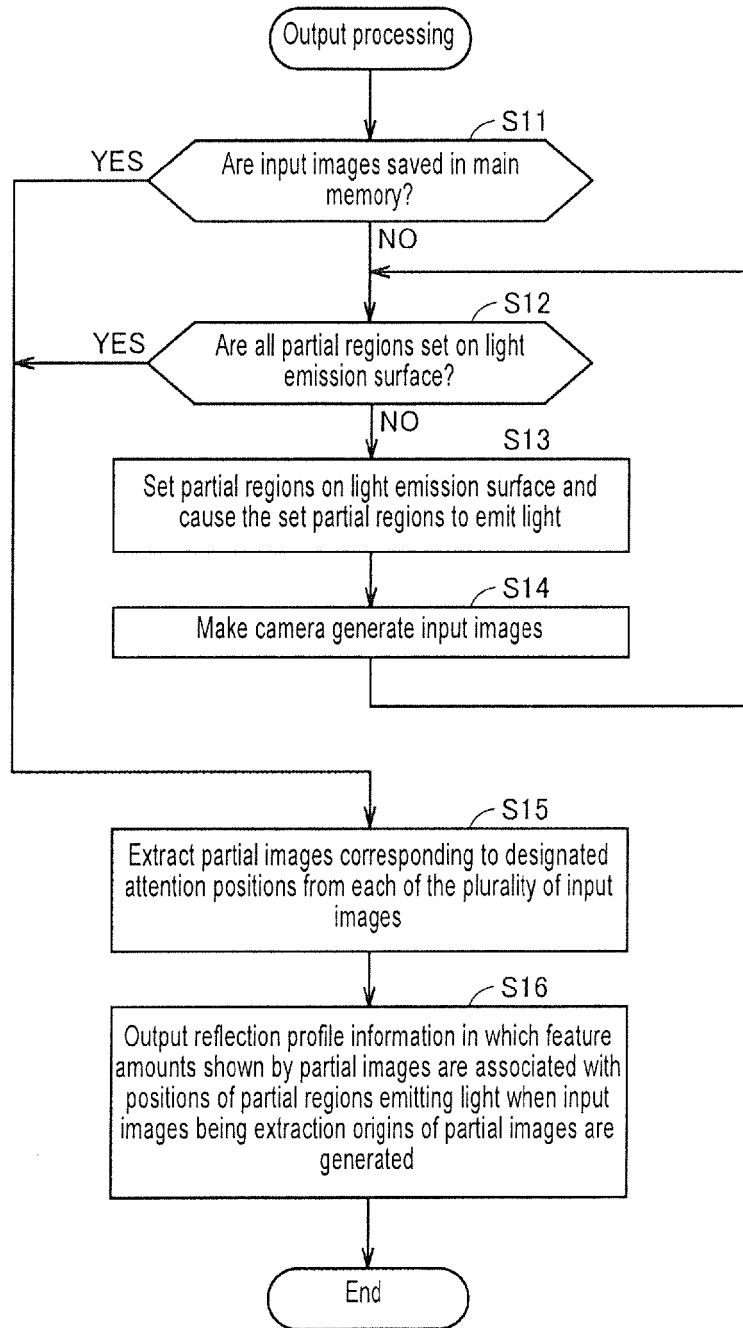 Output processing
S11
YES
Are input images saved in main
memory?
NO
S12
YES
Are all partial regions set on light
emission surface?
NO
S13
Set partial regions on light emission surface and
cause the set partial regions to emit light
S14
Make camera generate input images
S15
Extract partial images corresponding to designated
attention positions from each of the plurality of input
images
S16
Output reflection profile information in which feature
amounts shown by partial images are associated with
positions of partial regions emitting light when input
images being extraction origins of partial images are
generated
End